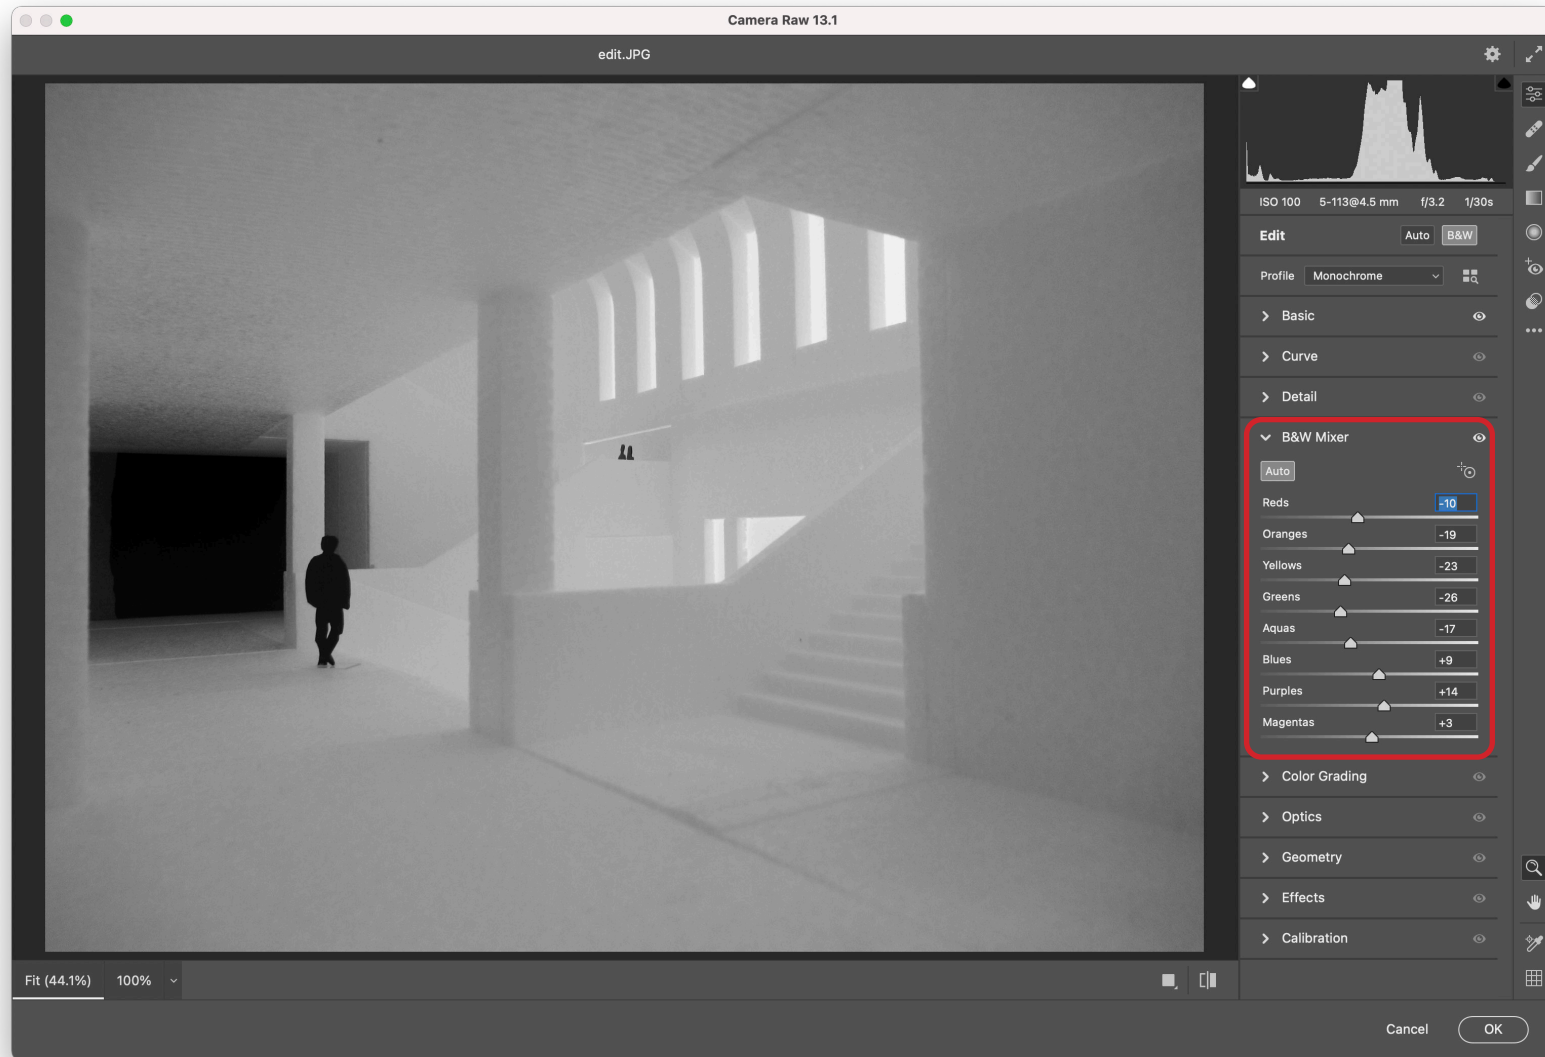 Camera Raw 13.1
edit.JPG
ISO 100 5-113@4.5 mm f/3.2 1/30s
Edit Auto B&W
Profile Monochrome
Basic
Curve
Detail
B&W Mixer
Auto
Reds -10
Oranges -19
Yellows -23
Greens -26
Aquas -17
Blues +9
Purples +14
Magentas +3
Color Grading
Optics
Geometry
Effects
Calibration
Fit (44.1%) 100%
Cancel OK